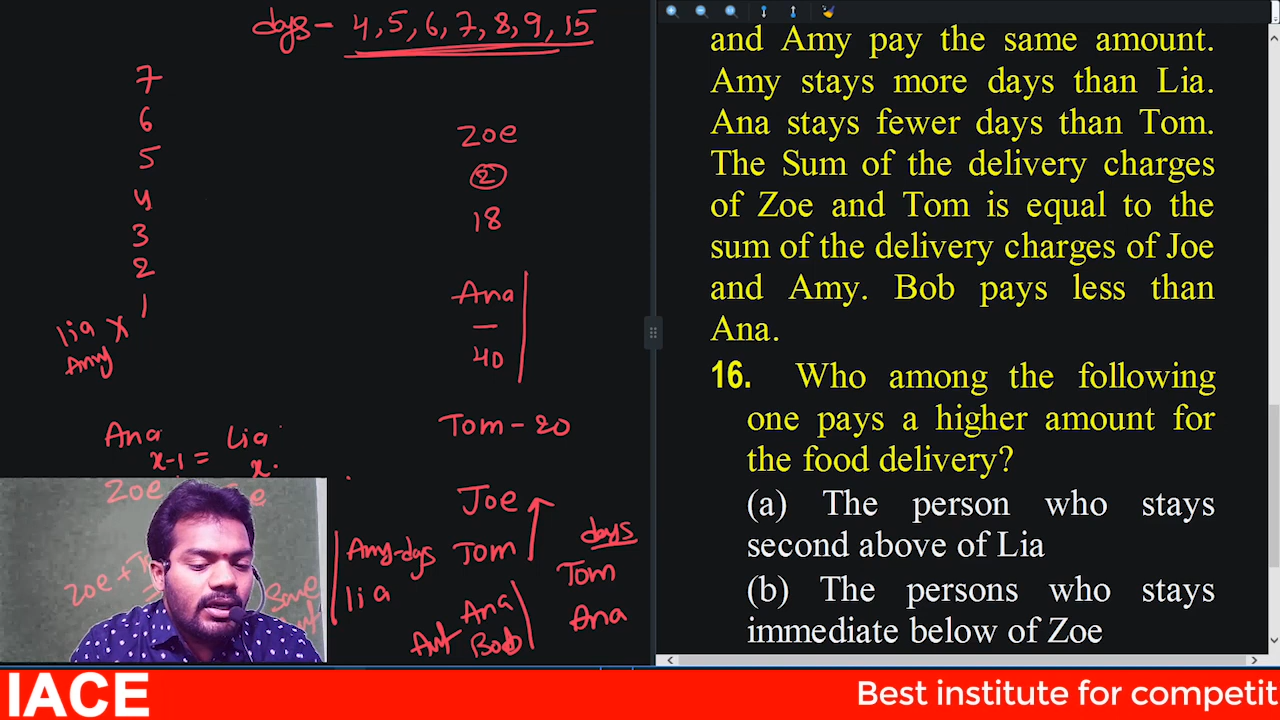 days - 4, 5, 6, 7, 8, 9, 15
7
6
5
4
3
2
1
lia x
Amy
Zoe
2
18
Ana
40
Tom - 20
Ana Lia
x-1 = x.
Zoe
Zoe +
Same
Joe
Amy-days Tom
lia
Ana
Amt Bob
days
Tom
Ana
and Amy pay the same amount.
Amy stays more days than Lia.
Ana stays fewer days than Tom.
The Sum of the delivery charges
of Zoe and Tom is equal to the
sum of the delivery charges of Joe
and Amy. Bob pays less than
Ana.
16. Who among the following
one pays a higher amount for
the food delivery?
(a) The person who stays
second above of Lia
(b) The persons who stays
immediate below of Zoe
IACE
Best institute for competit